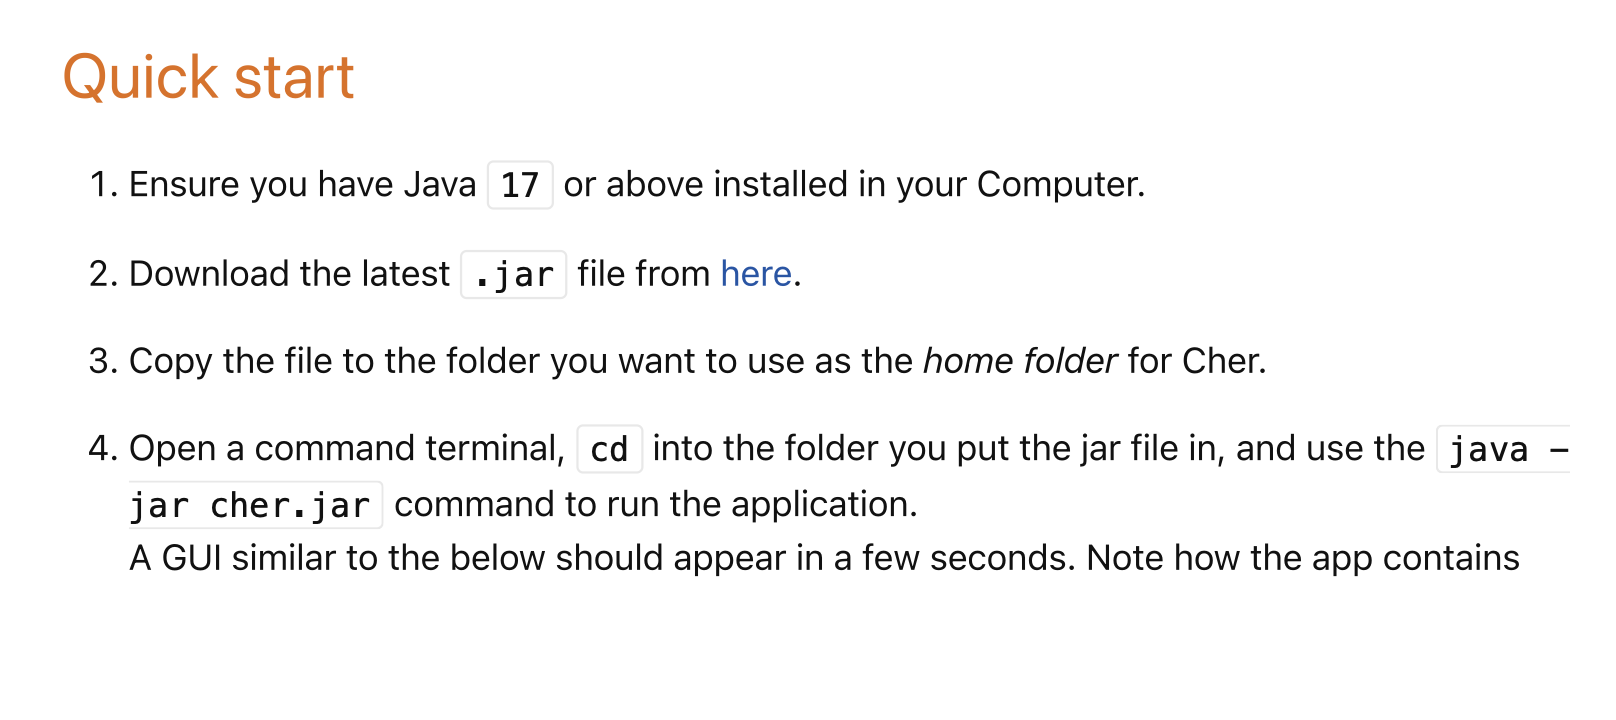 Quick start
1. Ensure you have Java 17 or above installed in your Computer.
2. Download the latest .jar file from here.
3. Copy the file to the folder you want to use as the home folder for Cher.
4. Open a command terminal, cd into the folder you put the jar file in, and use the java -
jar cher.jar command to run the application.
A GUI similar to the below should appear in a few seconds. Note how the app contains